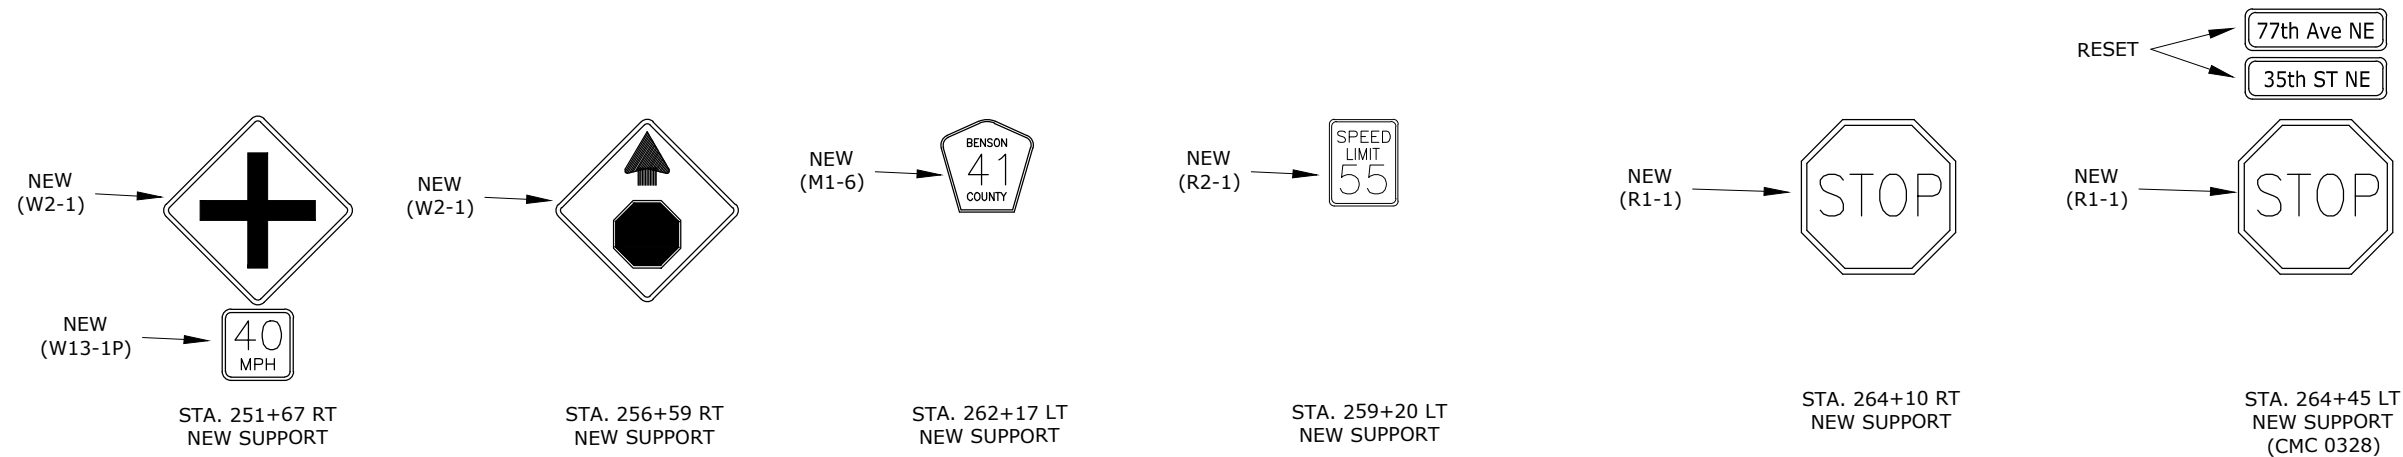 NEW
(W2-1)
NEW
(W13-1P)
40
MPH
STA. 251+67 RT
NEW SUPPORT
NEW
(W2-1)
STA. 256+59 RT
NEW SUPPORT
NEW
(M1-6)
BENSON
41
COUNTY
STA. 262+17 LT
NEW SUPPORT
NEW
(R2-1)
SPEED
LIMIT
55
STA. 259+20 LT
NEW SUPPORT
NEW
(R1-1)
STOP
STA. 264+10 RT
NEW SUPPORT
RESET
77th Ave NE
35th ST NE
NEW
(R1-1)
STOP
STA. 264+45 LT
NEW SUPPORT
(CMC 0328)